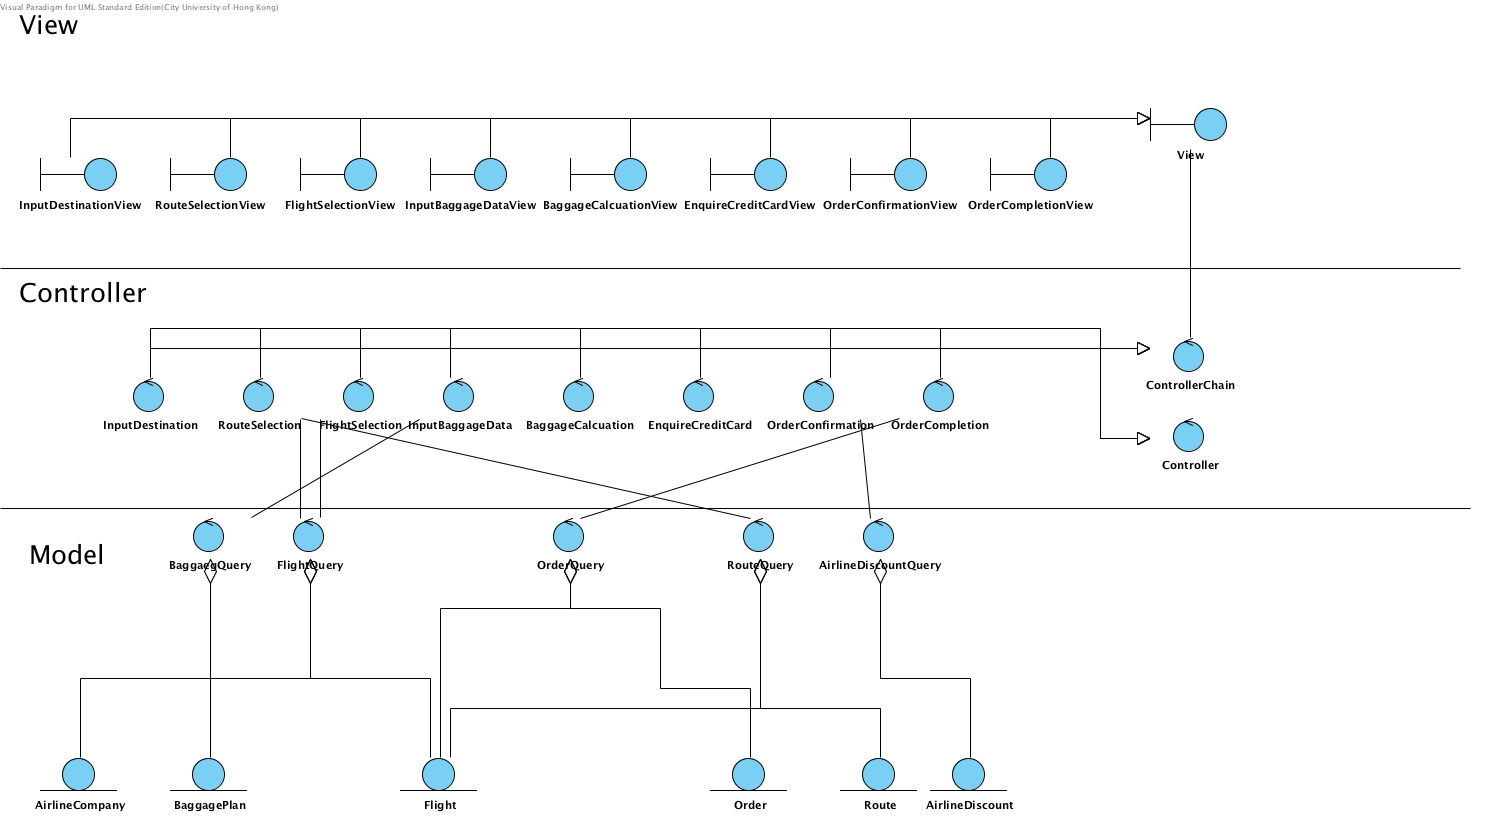 Visual Paradigm for UML Standard Edition(City University of Hong Kong)
View
View
InputDestinationView RouteSelectionView FlightSelectionView InputBaggageDataView BaggageCalcuationView EnquireCreditCardView OrderConfirmationView OrderCompletionView
Controller
ControllerChain
InputDestination RouteSelection FlightSelection InputBaggageData BaggageCalcuation EnquireCreditCard OrderConfirmation OrderCompletion
Controller
Model
BaggaegQuery FlightQuery OrderQuery RouteQuery AirlineDiscountQuery
AirlineCompany BaggagePlan Flight Order Route AirlineDiscount